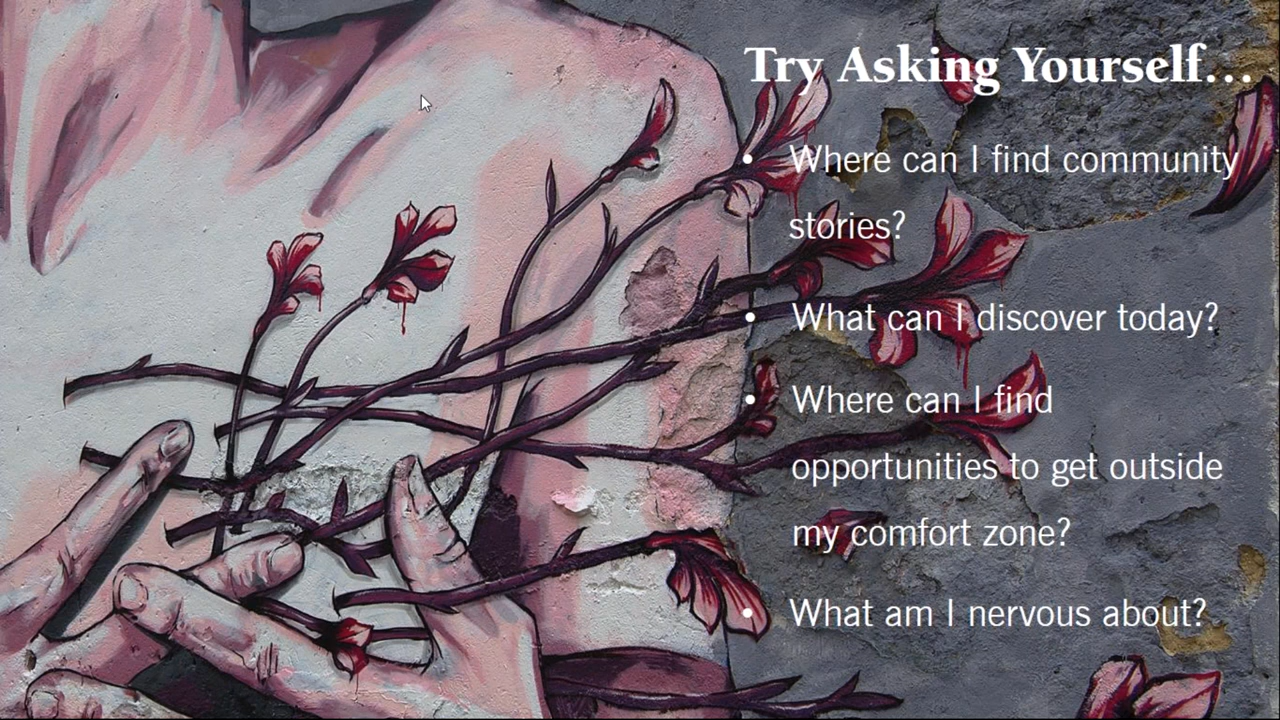 Try Asking Yourself...
• Where can I find community
stories?
• What can I discover today?
• Where can I find
opportunities to get outside
my comfort zone?
• What am I nervous about?